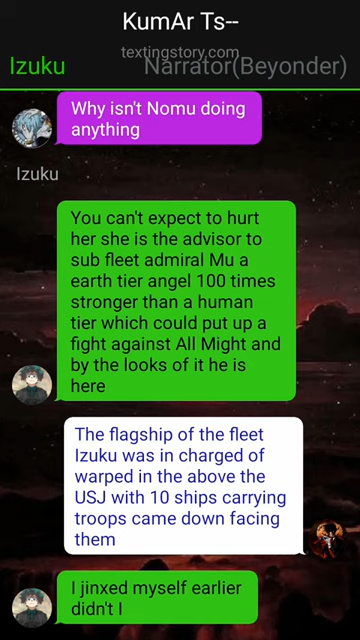 KumAr Ts--
textingstory.com
Izuku
Narrator(Beyonder)
Why isn't Nomu doing
anything
Izuku
You can't expect to hurt
her she is the advisor to
sub fleet admiral Mu a
earth tier angel 100 times
stronger than a human
tier which could put up a
fight against All Might and
by the looks of it he is
here
The flagship of the fleet
Izuku was in charged of
warped in the above the
USJ with 10 ships carrying
troops came down facing
them
I jinxed myself earlier
didn't I